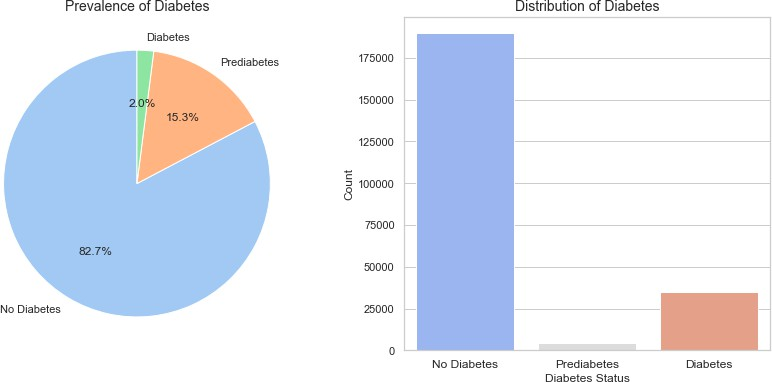 Prevalence of Diabetes
Diabetes
Prediabetes
2.0%
15.3%
82.7%
No Diabetes
Distribution of Diabetes
175000
150000
125000
100000
75000
50000
25000
0
Count
No Diabetes
Prediabetes
Diabetes
Diabetes Status